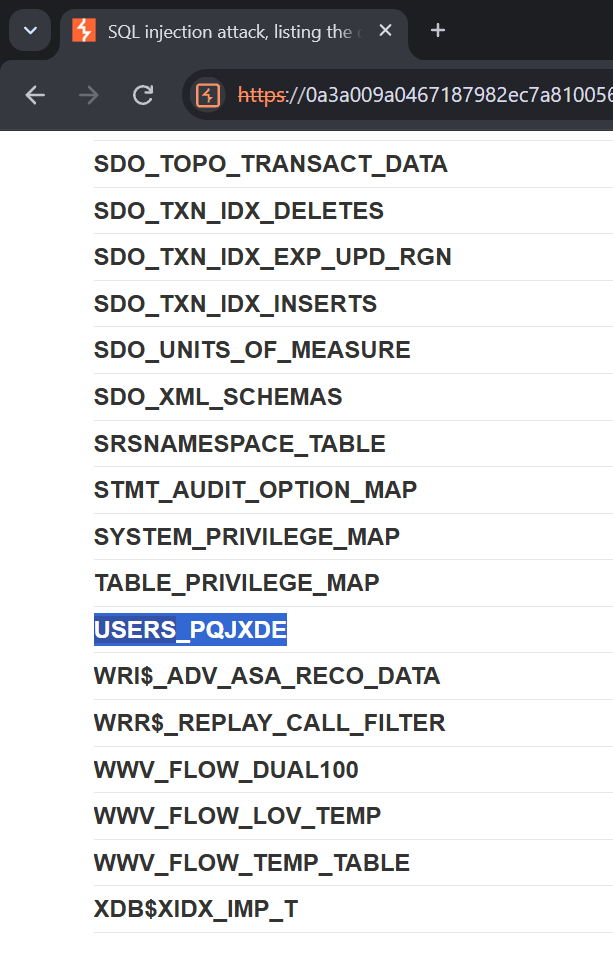 SQL injection attack, listing the
https://0a3a009a0467187982ec7a810056
SDO_TOPO_TRANSACT_DATA
SDO_TXN_IDX_DELETES
SDO_TXN_IDX_EXP_UPD_RGN
SDO_TXN_IDX_INSERTS
SDO_UNITS_OF_MEASURE
SDO_XML_SCHEMAS
SRSNAMESPACE_TABLE
STMT_AUDIT_OPTION_MAP
SYSTEM_PRIVILEGE_MAP
TABLE_PRIVILEGE_MAP
USERS_PQJXDE
WRI$_ADV_ASA_RECO_DATA
WRR$_REPLAY_CALL_FILTER
WWV_FLOW_DUAL100
WWV_FLOW_LOV_TEMP
WWV_FLOW_TEMP_TABLE
XDB$XIDX_IMP_T